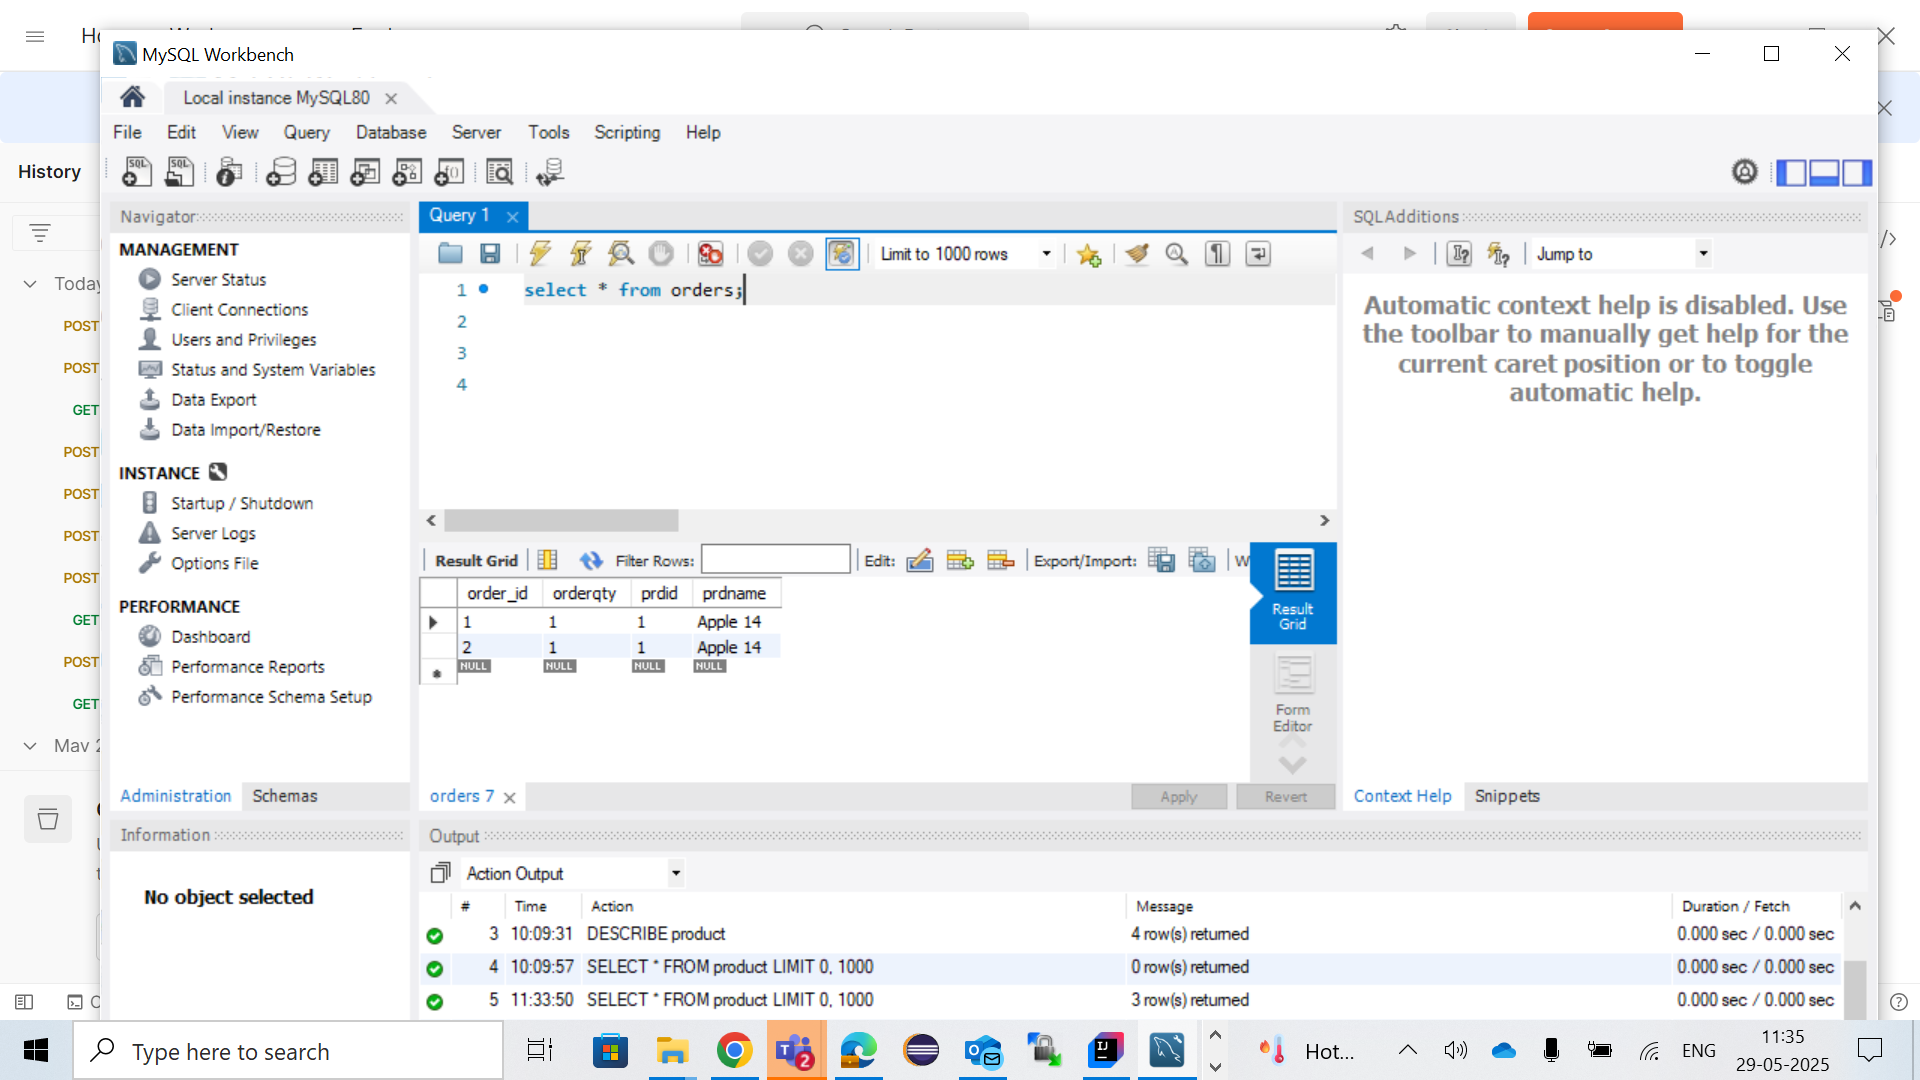 MySQL Workbench
Local instance MySQL80
File Edit View Query Database Server Tools Scripting Help
History
Navigator
Query 1
SQLAdditions
MANAGEMENT
Server Status
Client Connections
Users and Privileges
Status and System Variables
Data Export
Data Import/Restore
INSTANCE
Startup / Shutdown
Server Logs
Options File
PERFORMANCE
Dashboard
Performance Reports
Performance Schema Setup
Administration Schemas
Information
No object selected
Limit to 1000 rows
1 select * from orders;
2
3
4
Jump to
Automatic context help is disabled. Use
the toolbar to manually get help for the
current caret position or to toggle
automatic help.
Result Grid Filter Rows: Edit: Export/Import: W
order_id orderqty prdid prdname
1 1 1 Apple 14
2 1 1 Apple 14
NULL NULL NULL NULL
Result
Grid
Form
Editor
orders 7 Apply Revert
Context Help Snippets
Output
Action Output
# Time Action Message Duration / Fetch
3 10:09:31 DESCRIBE product 4 row(s) returned 0.000 sec / 0.000 sec
4 10:09:57 SELECT * FROM product LIMIT 0, 1000 0 row(s) returned 0.000 sec / 0.000 sec
5 11:33:50 SELECT * FROM product LIMIT 0, 1000 3 row(s) returned 0.000 sec / 0.000 sec
Today
POST
POST
GET
POST
POST
POST
POST
GET
POST
GET
Type here to search
2
Hot...
ENG
11:35
29-05-2025